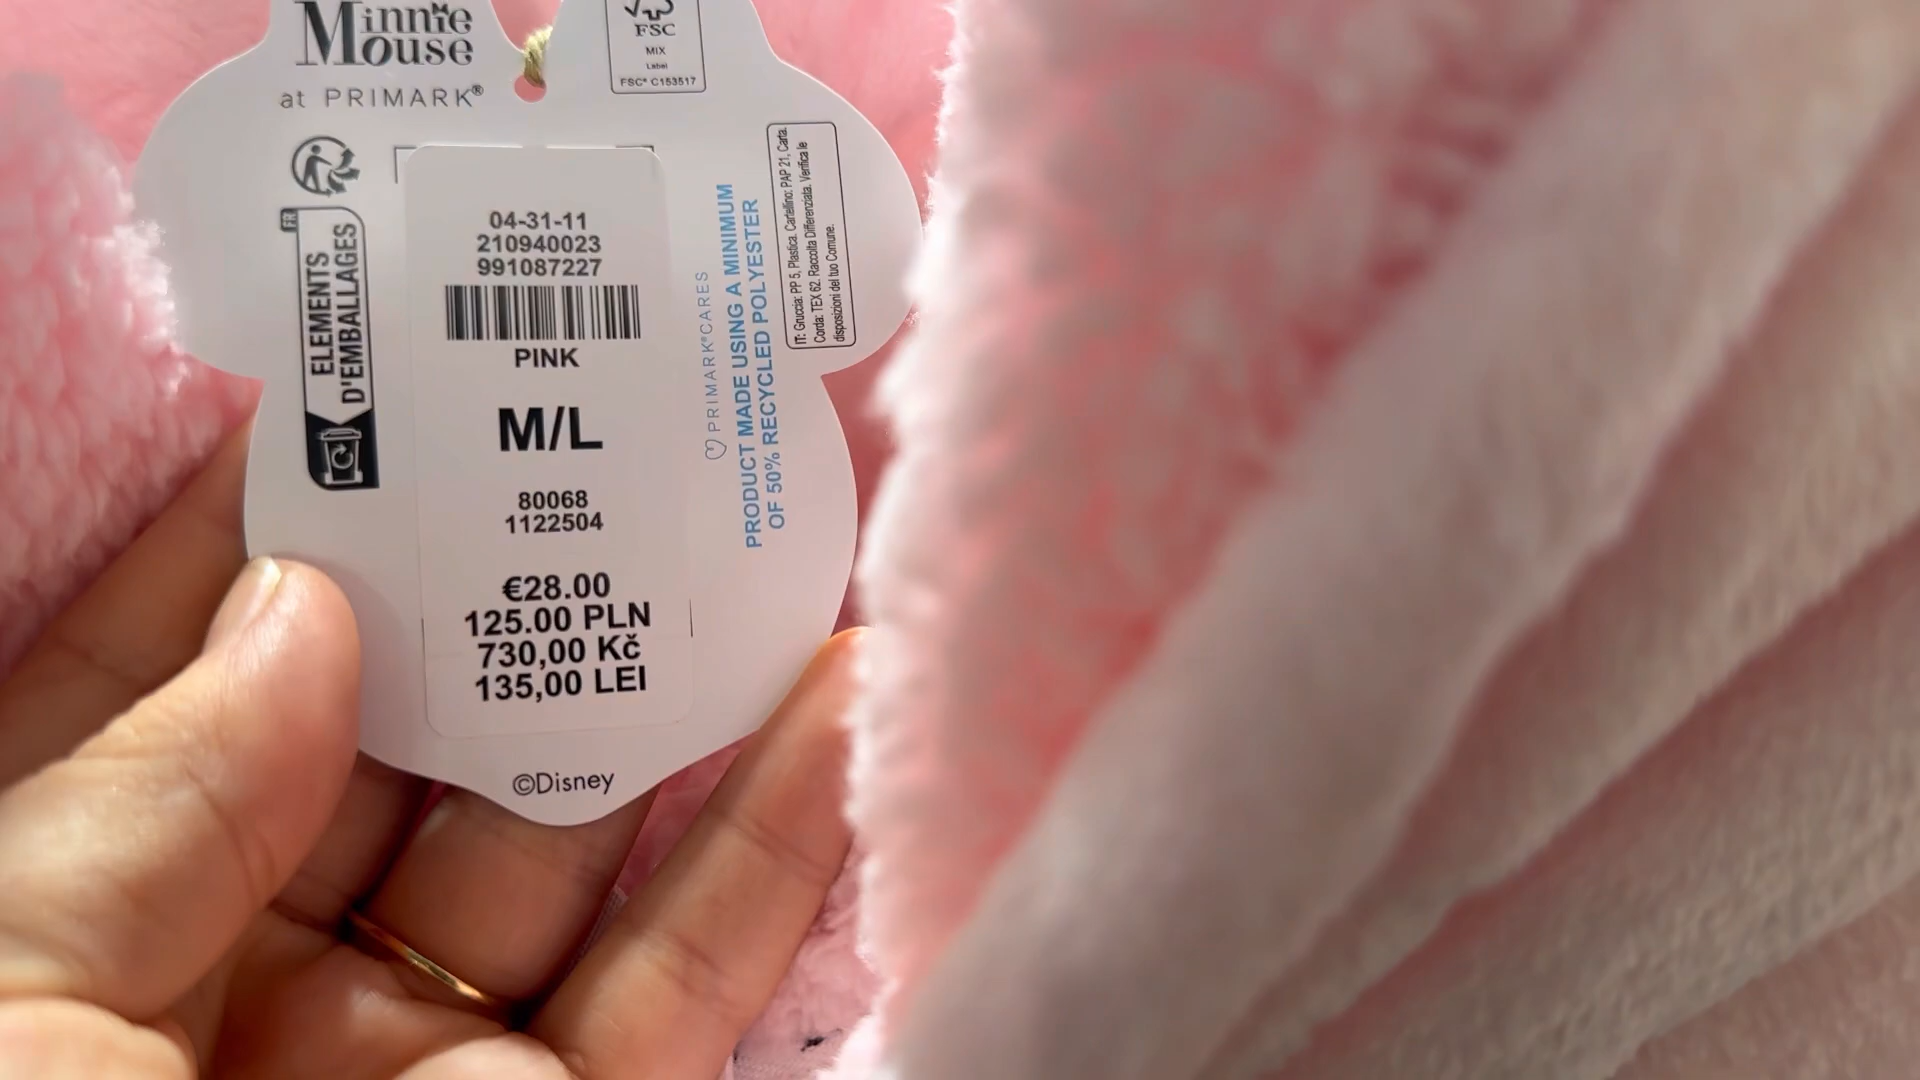 Minnie
Mouse
at PRIMARK®
FSC
MIX
Label
FSC® C153517
FR
ELEMENTS
D'EMBALLAGES
04-31-11
210940023
991087227
PINK
M/L
80068
1122504
€28.00
125.00 PLN
730,00 Kč
135,00 LEI
PRIMARK®CARES
PRODUCT MADE USING A MINIMUM
OF 50% RECYCLED POLYESTER
IT: Gruccia: PP 5, Plastica. Cartellino: PAP 21, Carta.
Corda: TEX 62. Raccolta Differenziata. Verifica le
disposizioni del tuo Comune.
©Disney